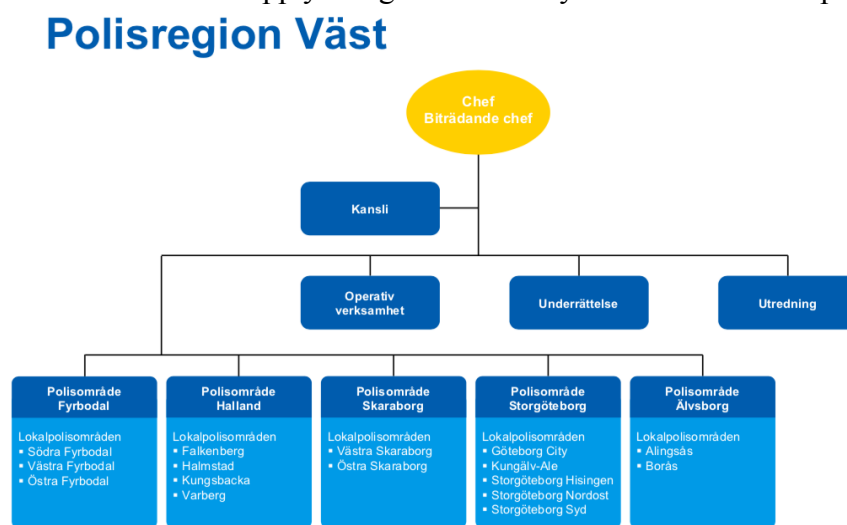 Polisregion Väst
Chef
Biträdande chef
Kansli
Operativ
verksamhet
Underrättelse
Utredning
Polisområde
Fyrbodal
Lokalpolisområden
▪ Södra Fyrbodal
▪ Västra Fyrbodal
▪ Östra Fyrbodal
Polisområde
Halland
Lokalpolisområden
▪ Falkenberg
▪ Halmstad
▪ Kungsbacka
▪ Varberg
Polisområde
Skaraborg
Lokalpolisområden
▪ Västra Skaraborg
▪ Östra Skaraborg
Polisområde
Storgöteborg
Lokalpolisområden
▪ Göteborg City
▪ Kungälv-Ale
▪ Storgöteborg Hisingen
▪ Storgöteborg Nordost
▪ Storgöteborg Syd
Polisområde
Älvsborg
Lokalpolisområden
▪ Alingsås
▪ Borås